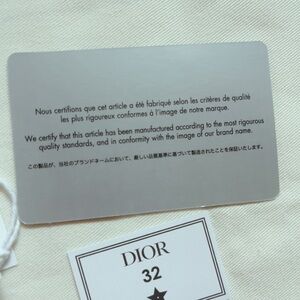 Nous certifions que cet article a été fabriqué selon les critères de qualité
les plus rigoureux conformes à l'image de notre marque.
We certify that this article has been manufactured according to the most rigourous
quality standards, and in conformity with the image of our brand name.
この製品が、当社のブランドネームにおいて、厳しい品質基準に基づいて製造されたことを保証いたします。
DIOR
32